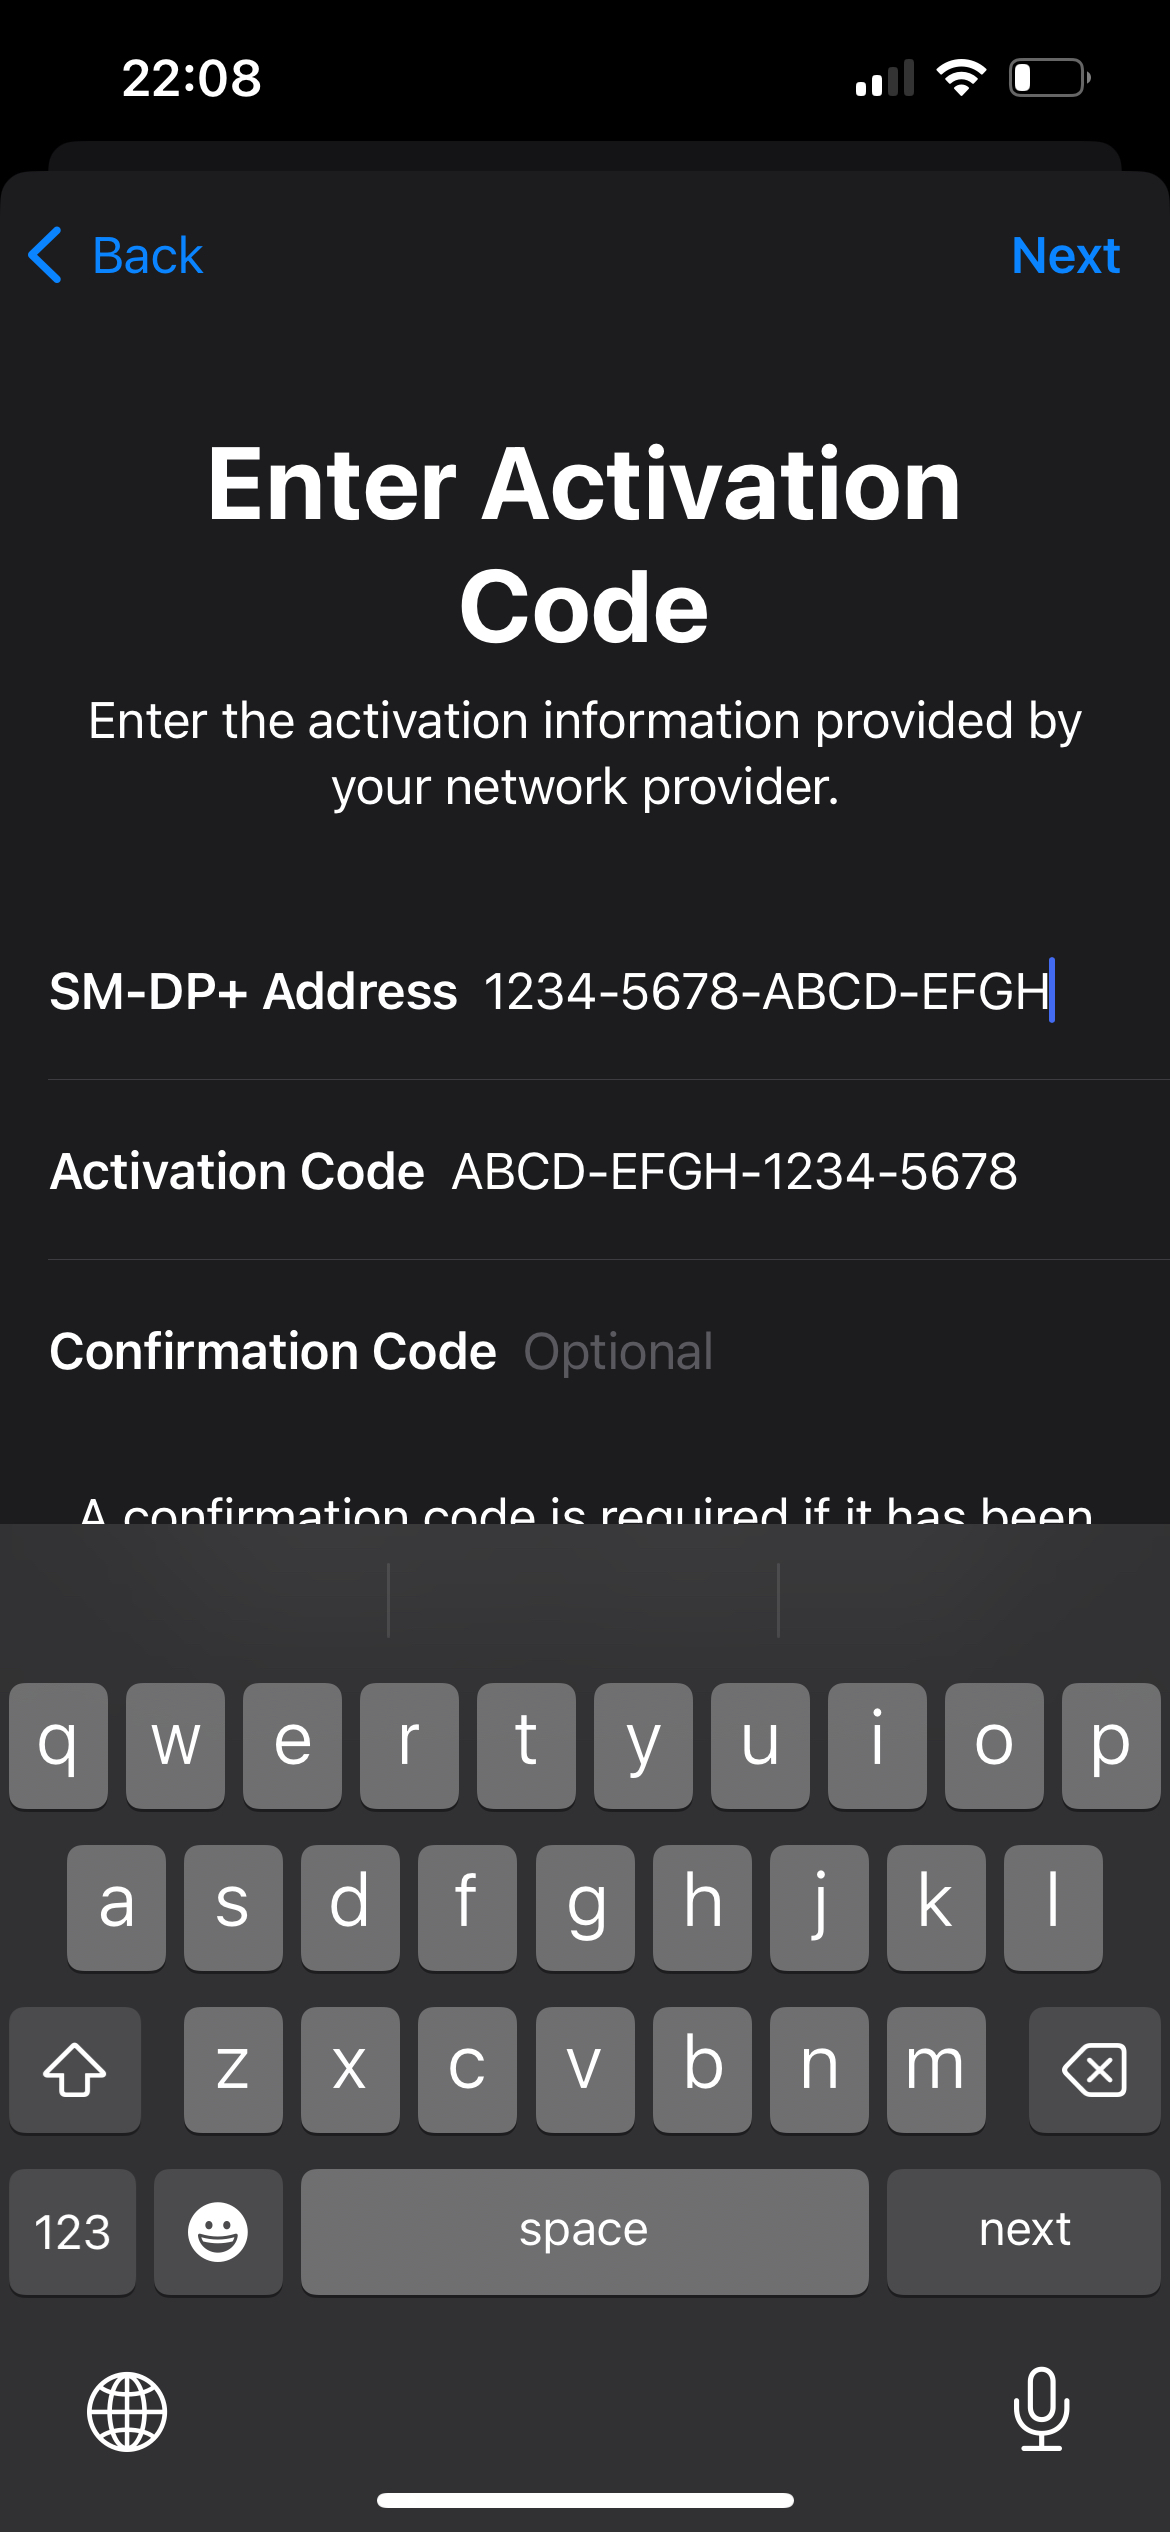 22:08
Back
Next
Enter Activation
Code
Enter the activation information provided by
your network provider.
SM-DP+ Address 1234-5678-ABCD-EFGH
Activation Code ABCD-EFGH-1234-5678
Confirmation Code Optional
A confirmation code is required if it has been
q w e r t y u i o p
a s d f g h j k l
z x c v b n m
123 space next